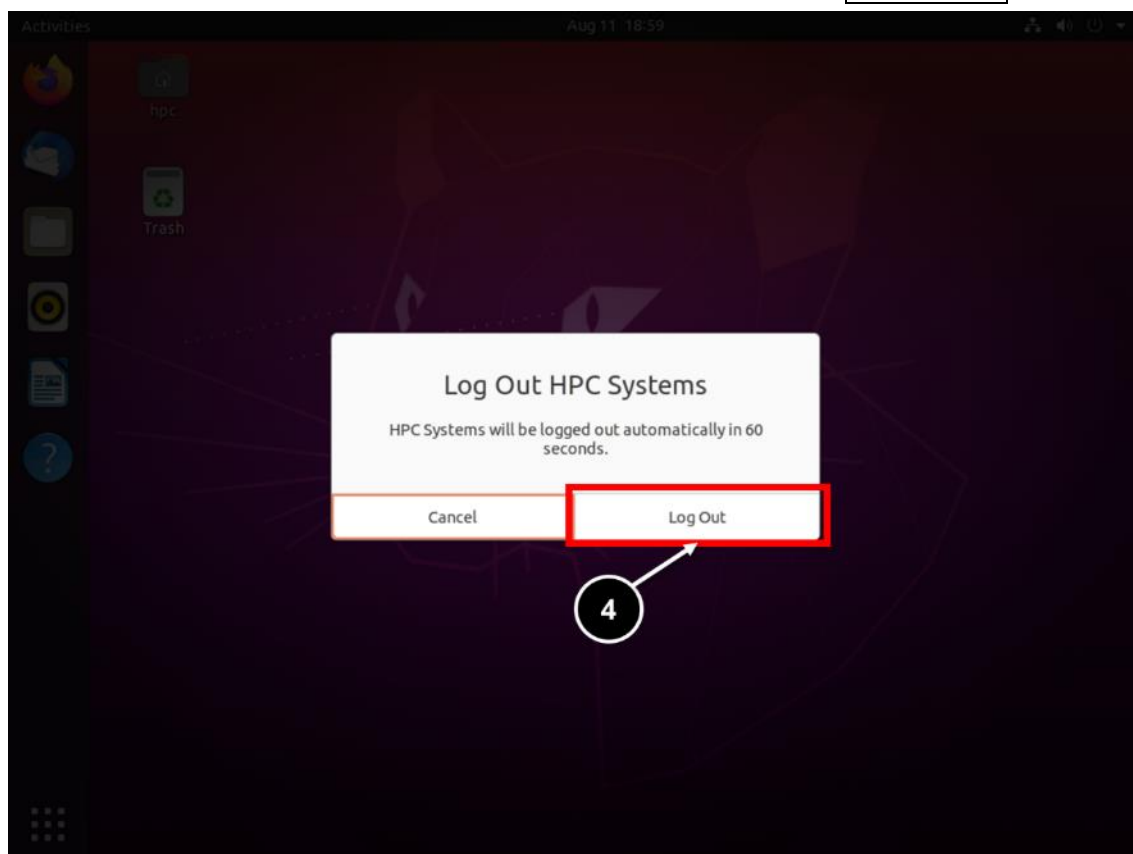 Activities
Aug 11 18:59
hpc
Trash
Log Out HPC Systems
HPC Systems will be logged out automatically in 60
seconds.
Cancel
Log Out
4
?